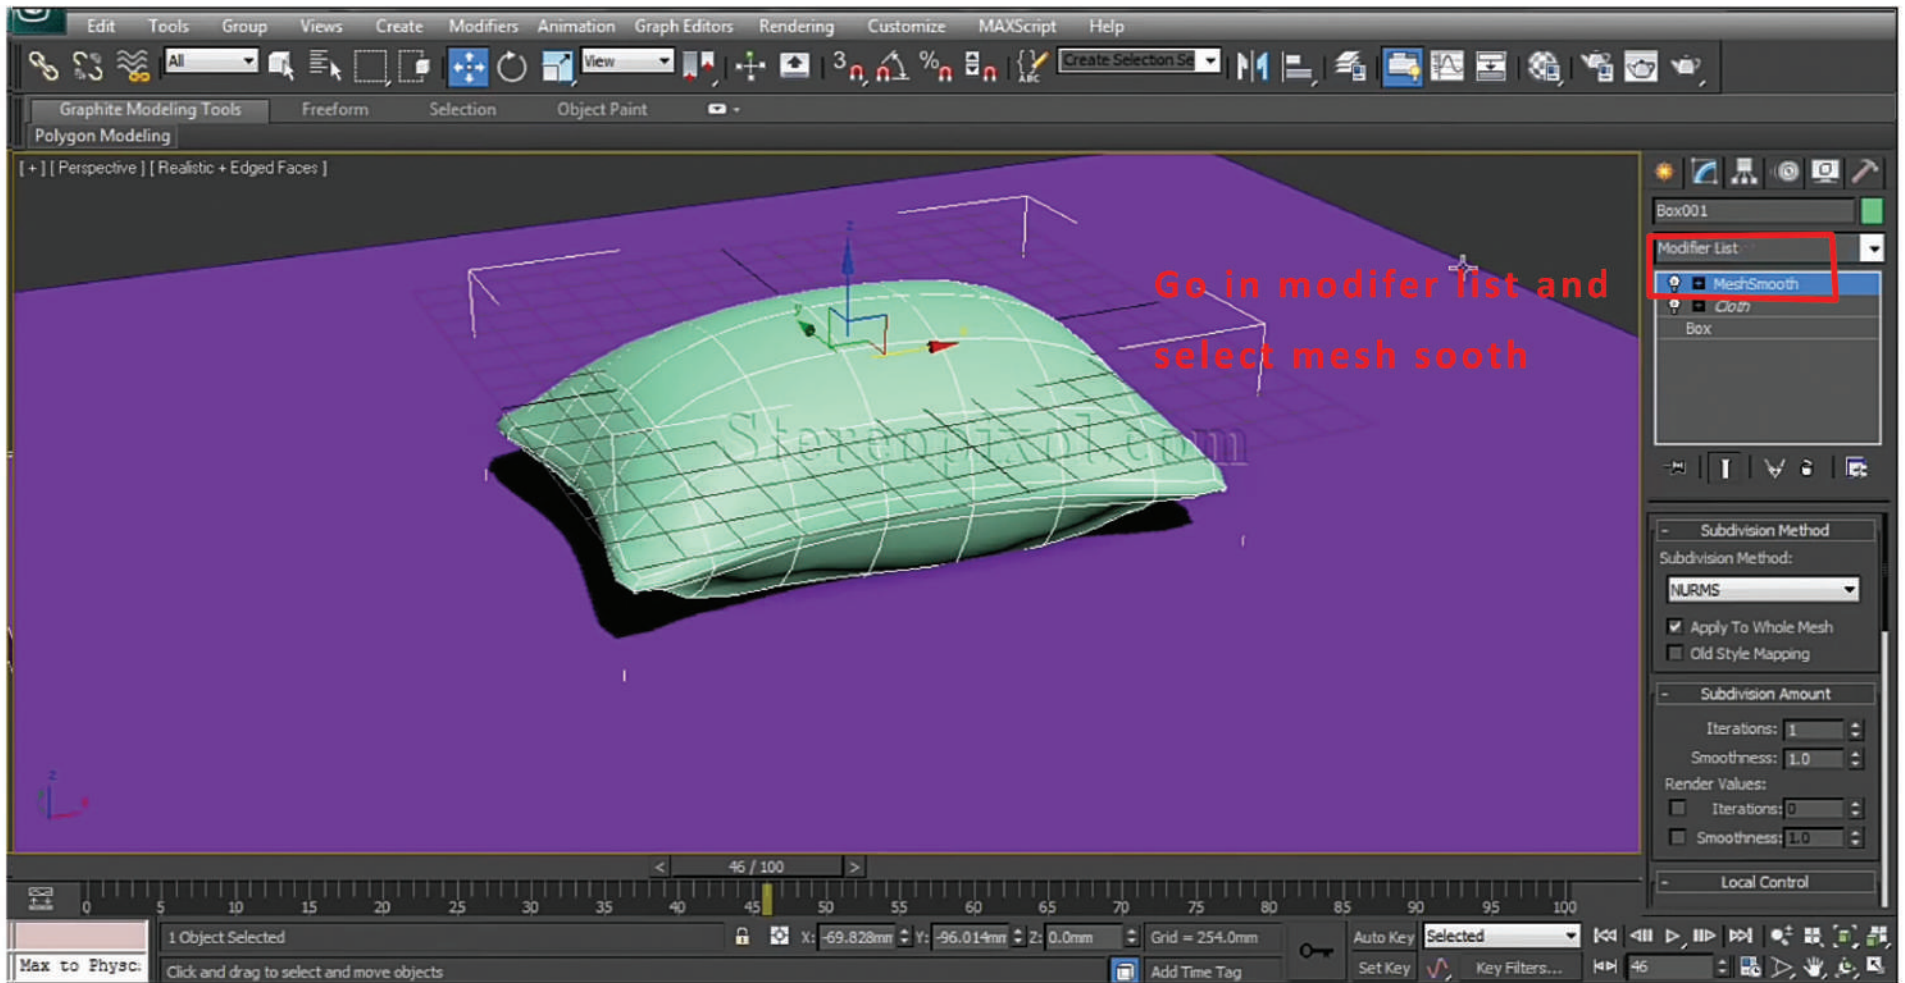 Edit Tools Group Views Create Modifiers Animation Graph Editors Rendering Customize MAXScript Help
All View 3 % ABC Create Selection Se
Graphite Modeling Tools Freeform Selection Object Paint
Polygon Modeling
[ + ] [ Perspective ] [ Realistic + Edged Faces ]
Box001
Modifier List
MeshSmooth
Cloth
Box
Go in modifer list and
select mesh sooth
Stereopixol.com
z
y
x
Subdivision Method
Subdivision Method:
NURMS
Apply To Whole Mesh
Old Style Mapping
Subdivision Amount
Iterations: 1
Smoothness: 1.0
Render Values:
Iterations: 0
Smoothness: 1.0
Local Control
z
x
< 46 / 100 >
0 5 10 15 20 25 30 35 40 45 50 55 60 65 70 75 80 85 90 95 100
1 Object Selected X: -69.828mm Y: -96.014mm Z: 0.0mm Grid = 254.0mm Auto Key Selected
Max to Physc: Click and drag to select and move objects Add Time Tag Set Key Key Filters... 46